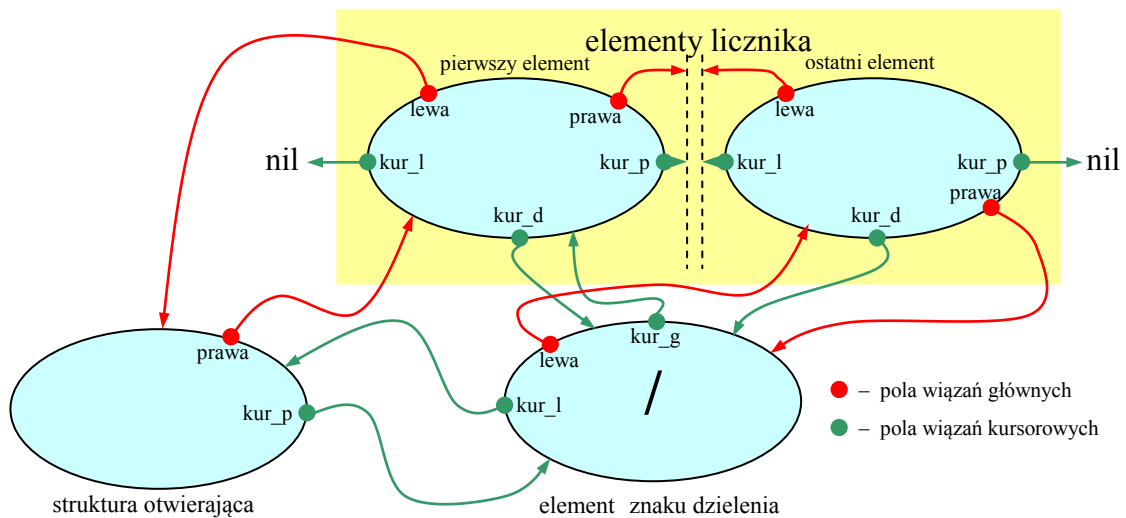 elementy licznika
pierwszy element
ostatni element
lewa
prawa
lewa
nil
kur_l
kur_p
kur_l
kur_p
nil
prawa
kur_d
kur_d
prawa
lewa
kur_g
/
kur_p
kur_l
– pola wiązań głównych
– pola wiązań kursorowych
struktura otwierająca
element znaku dzielenia